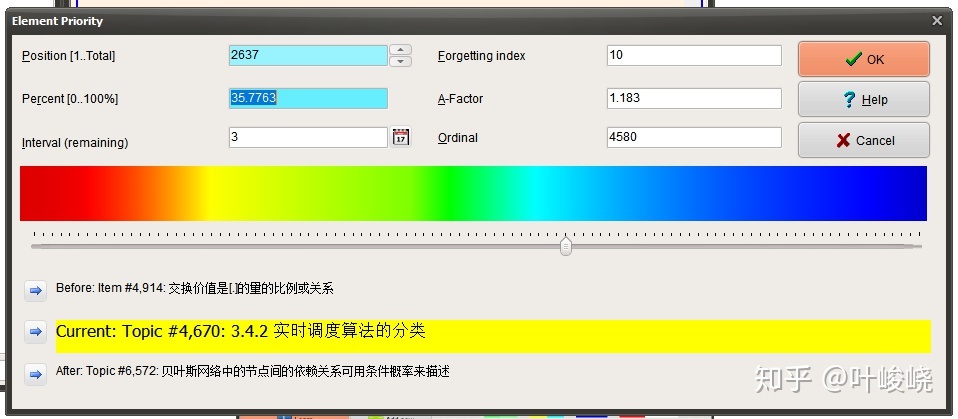 Element Priority
Position [1..Total] 2637 Forgetting index 10 OK
Percent [0..100%] 35.7763 A-Factor 1.183 Help
Interval (remaining) 3 17 Ordinal 4580 Cancel
Before: Item #4,914: 交换价值是[.]的量的比例或关系
Current: Topic #4,670: 3.4.2 实时调度算法的分类
After: Topic #6,572: 贝叶斯网络中的节点间的依赖关系可用条件概率来描述
知乎 @叶峻峣